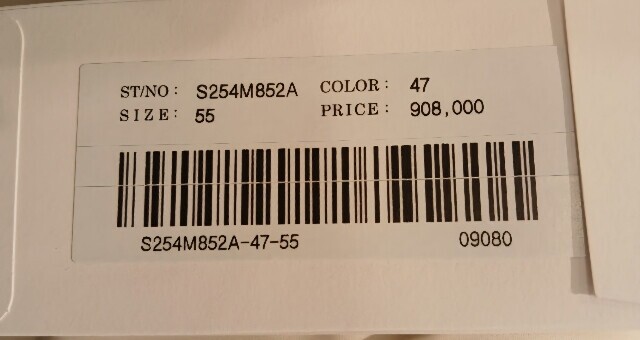 ST/NO: S254M852A COLOR: 47
SIZE: 55 PRICE: 908,000
S254M852A-47-55 09080